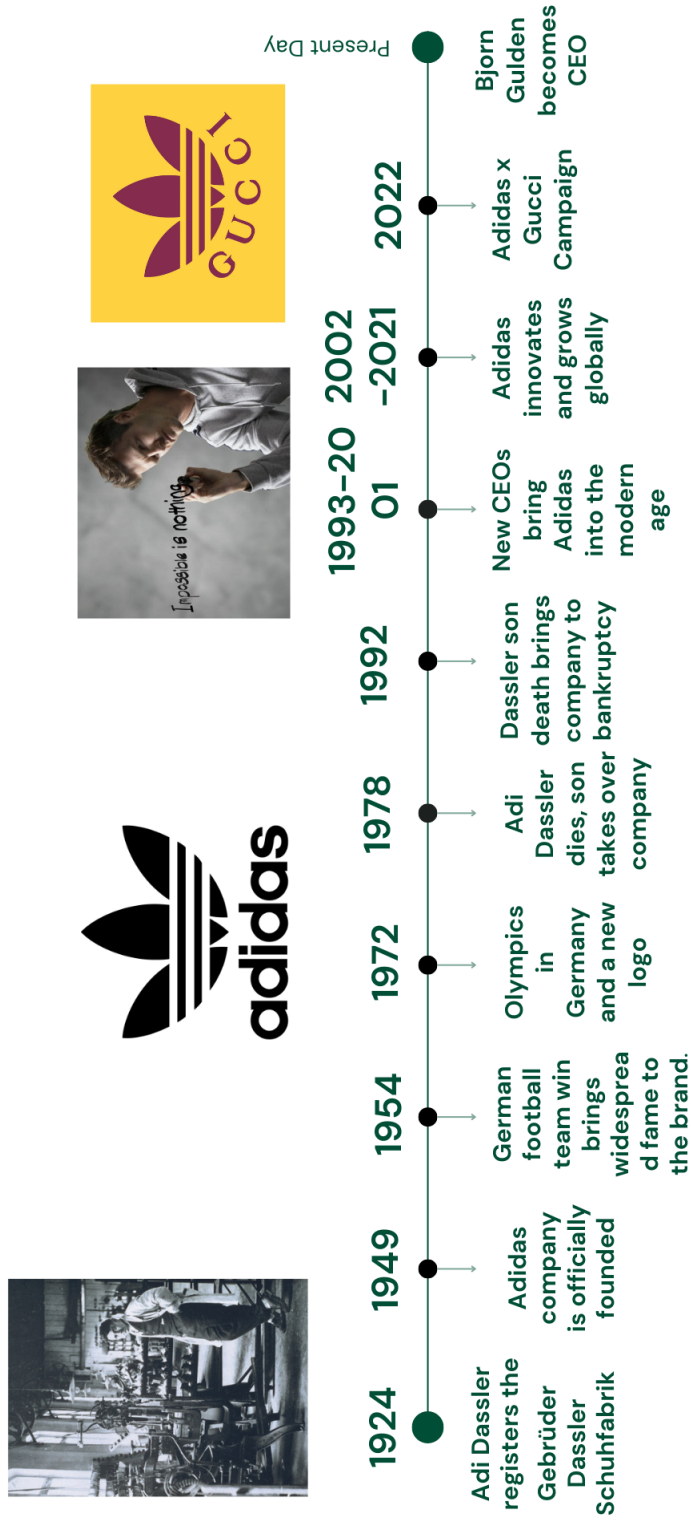 1924
Adi Dassler
registers the
Gebrüder
Dassler
Schuhfabrik
1949
Adidas
company
is officially
founded
1954
German
football
team win
brings
widesprea
d fame to
the brand.
adidas
1972
Olympics
in
Germany
and a new
logo
1978
Adi
Dassler
dies, son
takes over
company
1992
Dassler son
death brings
company to
bankruptcy
Impossible is nothing
1993-20
01
New CEOs
bring
Adidas
into the
modern
age
2002
-2021
Adidas
innovates
and grows
globally
GUCCI
2022
Adidas x
Gucci
Campaign
Present Day
Bjorn
Gulden
becomes
CEO